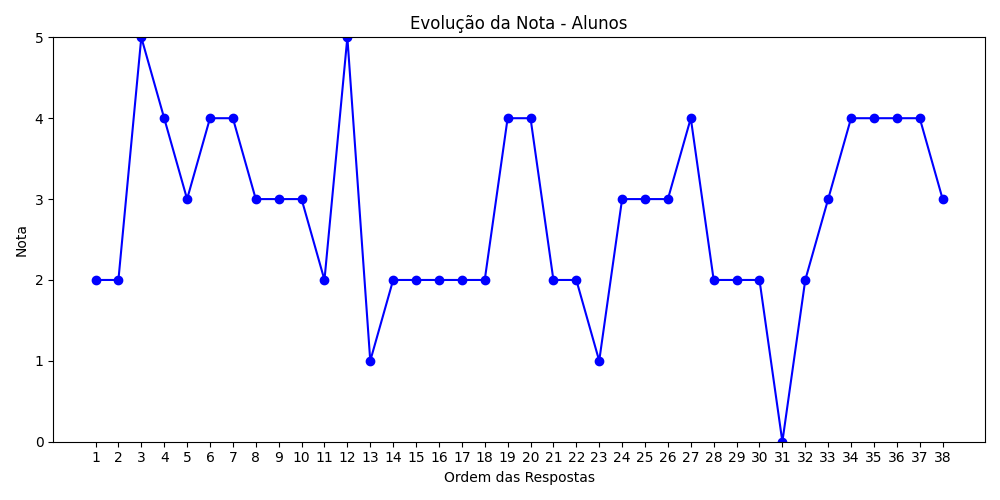 Evolução da Nota - Alunos
Nota
5
4
3
2
1
0
1 2 3 4 5 6 7 8 9 10 11 12 13 14 15 16 17 18 19 20 21 22 23 24 25 26 27 28 29 30 31 32 33 34 35 36 37 38
Ordem das Respostas